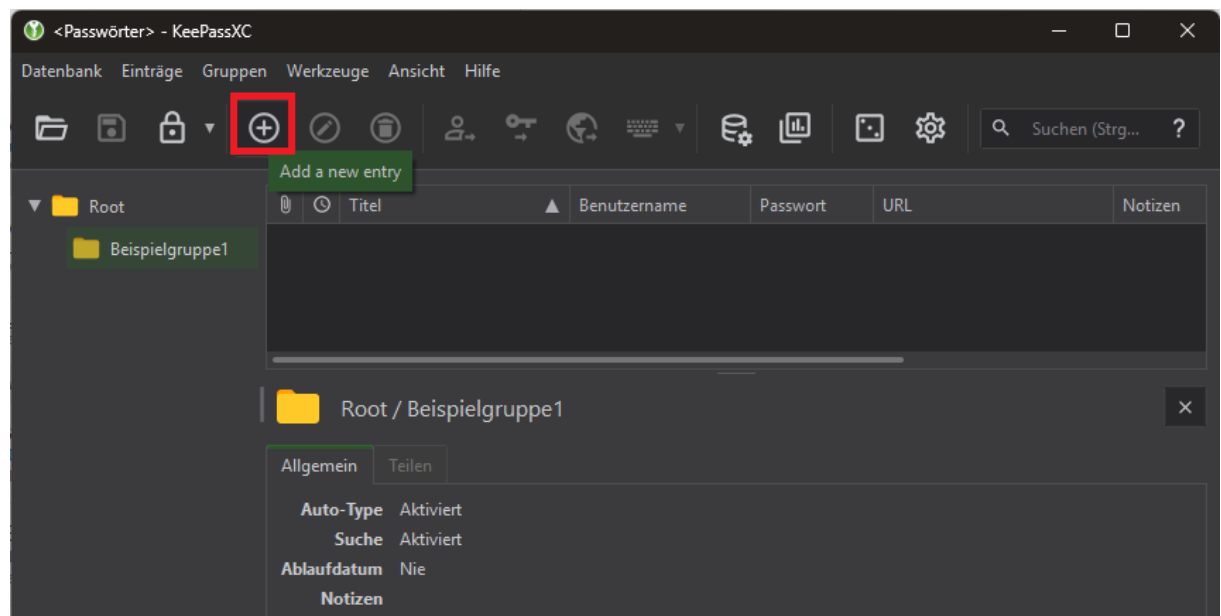 <Passwörter> - KeePassXC
Datenbank Einträge Gruppen Werkzeuge Ansicht Hilfe
Suchen (Strg... ?
Add a new entry
Root
Titel Benutzername Passwort URL Notizen
Beispielgruppe1
Root / Beispielgruppe1
Allgemein Teilen
Auto-Type Aktiviert
Suche Aktiviert
Ablaufdatum Nie
Notizen